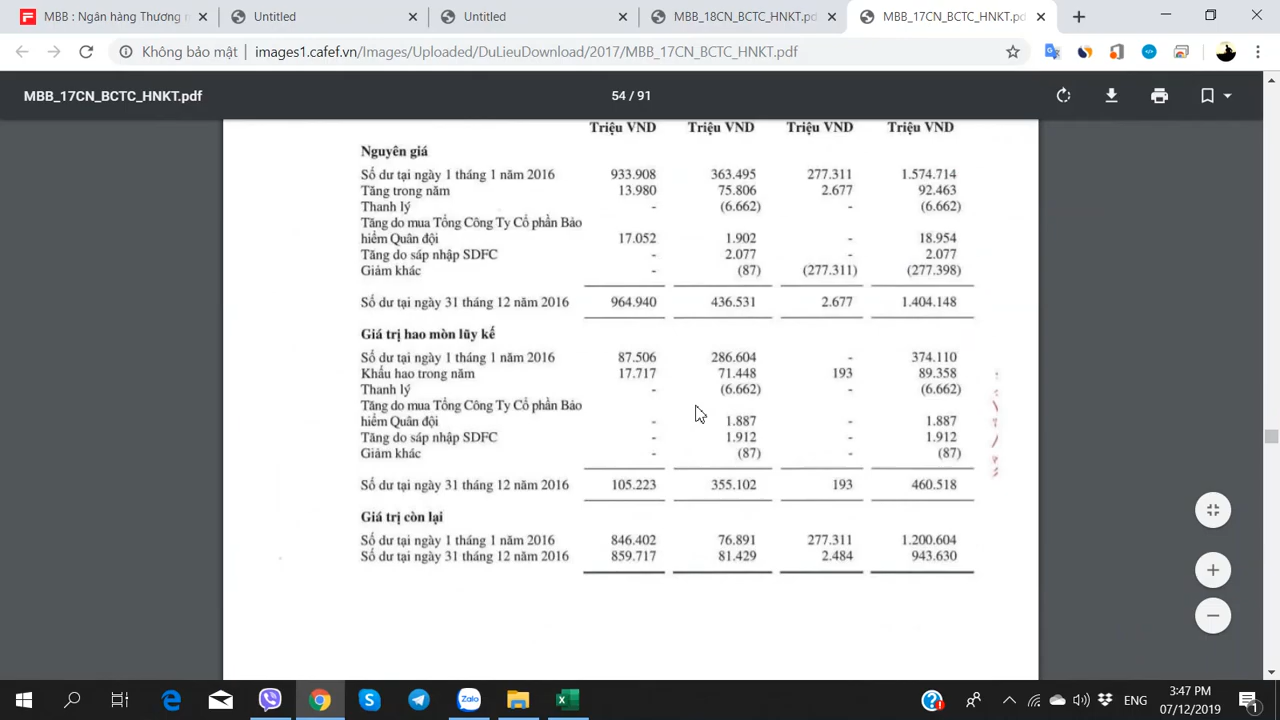 MBB : Ngân hàng Thương
Untitled
Untitled
MBB_18CN_BCTC_HNKT.pdf
MBB_17CN_BCTC_HNKT.pdf
Không bảo mật
images1.cafef.vn/Images/Uploaded/DuLieuDownload/2017/MBB_17CN_BCTC_HNKT.pdf
MBB_17CN_BCTC_HNKT.pdf
54 / 91
Triệu VND Triệu VND Triệu VND Triệu VND
Nguyên giá
Số dư tại ngày 1 tháng 1 năm 2016 933.908 363.495 277.311 1.574.714
Tăng trong năm 13.980 75.806 2.677 92.463
Thanh lý - (6.662) - (6.662)
Tăng do mua Tổng Công Ty Cổ phần Bảo
hiểm Quân đội 17.052 1.902 - 18.954
Tăng do sáp nhập SDFC - 2.077 - 2.077
Giảm khác - (87) (277.311) (277.398)
Số dư tại ngày 31 tháng 12 năm 2016 964.940 436.531 2.677 1.404.148
Giá trị hao mòn lũy kế
Số dư tại ngày 1 tháng 1 năm 2016 87.506 286.604 - 374.110
Khấu hao trong năm 17.717 71.448 193 89.358
Thanh lý - (6.662) - (6.662)
Tăng do mua Tổng Công Ty Cổ phần Bảo
hiểm Quân đội - 1.887 - 1.887
Tăng do sáp nhập SDFC - 1.912 - 1.912
Giảm khác - (87) - (87)
Số dư tại ngày 31 tháng 12 năm 2016 105.223 355.102 193 460.518
Giá trị còn lại
Số dư tại ngày 1 tháng 1 năm 2016 846.402 76.891 277.311 1.200.604
Số dư tại ngày 31 tháng 12 năm 2016 859.717 81.429 2.484 943.630
ENG
3:47 PM
07/12/2019